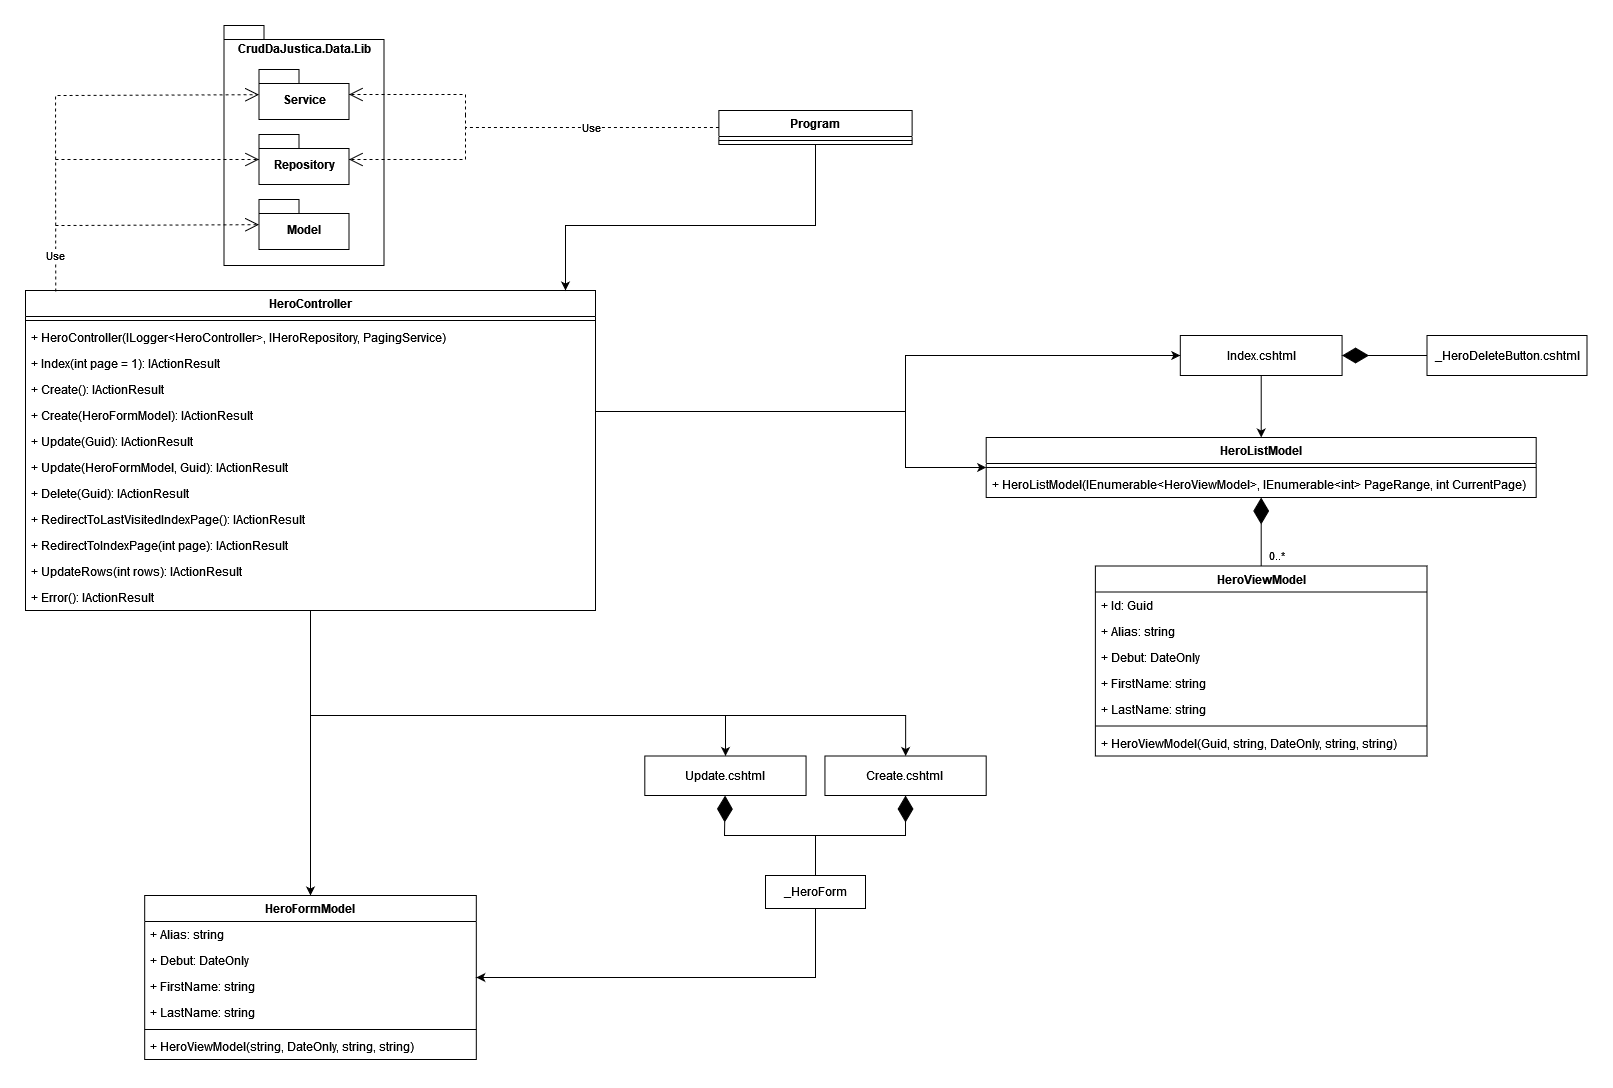 CrudDaJustica.Data.Lib
Service
Repository
Model
Use
Program
Use
HeroController
+ HeroController(ILogger<HeroController>, IHeroRepository, PagingService)
+ Index(int page = 1): IActionResult
+ Create(): IActionResult
+ Create(HeroFormModel): IActionResult
+ Update(Guid): IActionResult
+ Update(HeroFormModel, Guid): IActionResult
+ Delete(Guid): IActionResult
+ RedirectToLastVisitedIndexPage(): IActionResult
+ RedirectToIndexPage(int page): IActionResult
+ UpdateRows(int rows): IActionResult
+ Error(): IActionResult
Index.cshtml
_HeroDeleteButton.cshtml
HeroListModel
+ HeroListModel(IEnumerable<HeroViewModel>, IEnumerable<int> PageRange, int CurrentPage)
0..*
HeroViewModel
+ Id: Guid
+ Alias: string
+ Debut: DateOnly
+ FirstName: string
+ LastName: string
+ HeroViewModel(Guid, string, DateOnly, string, string)
Update.cshtml
Create.cshtml
_HeroForm
HeroFormModel
+ Alias: string
+ Debut: DateOnly
+ FirstName: string
+ LastName: string
+ HeroViewModel(string, DateOnly, string, string)